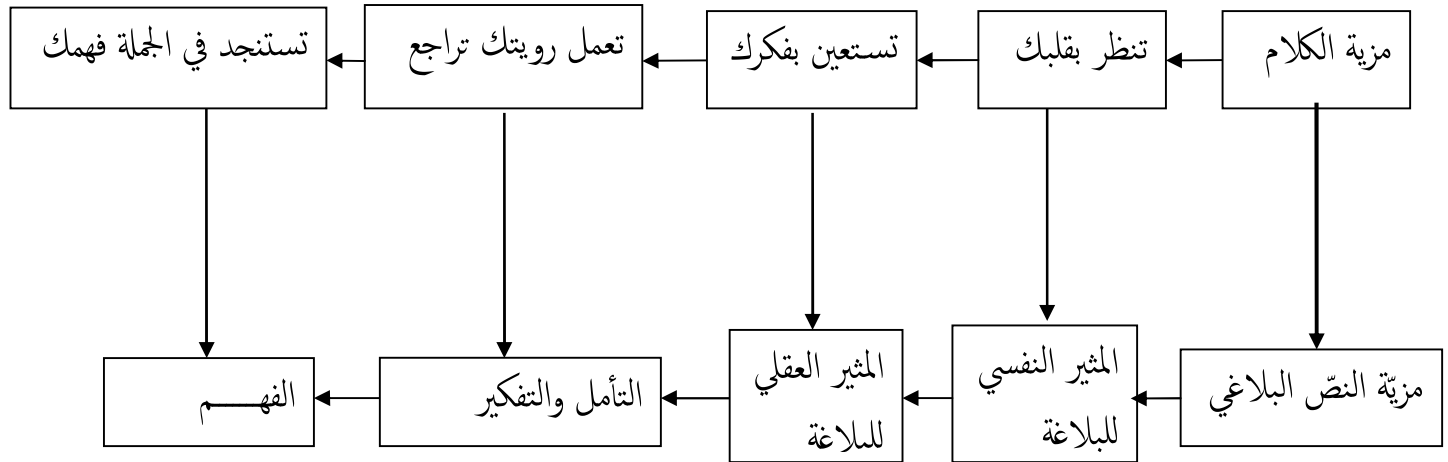 مزية الكلام
تنظر بقلبك
تستعين بفكرك
تعمل رويتك تراجع
تستنجد في الجملة فهمك
مزيّة النصّ البلاغي
المثير النفسي
للبلاغة
المثير العقلي
للبلاغة
التأمل والتفكير
الفهــــم